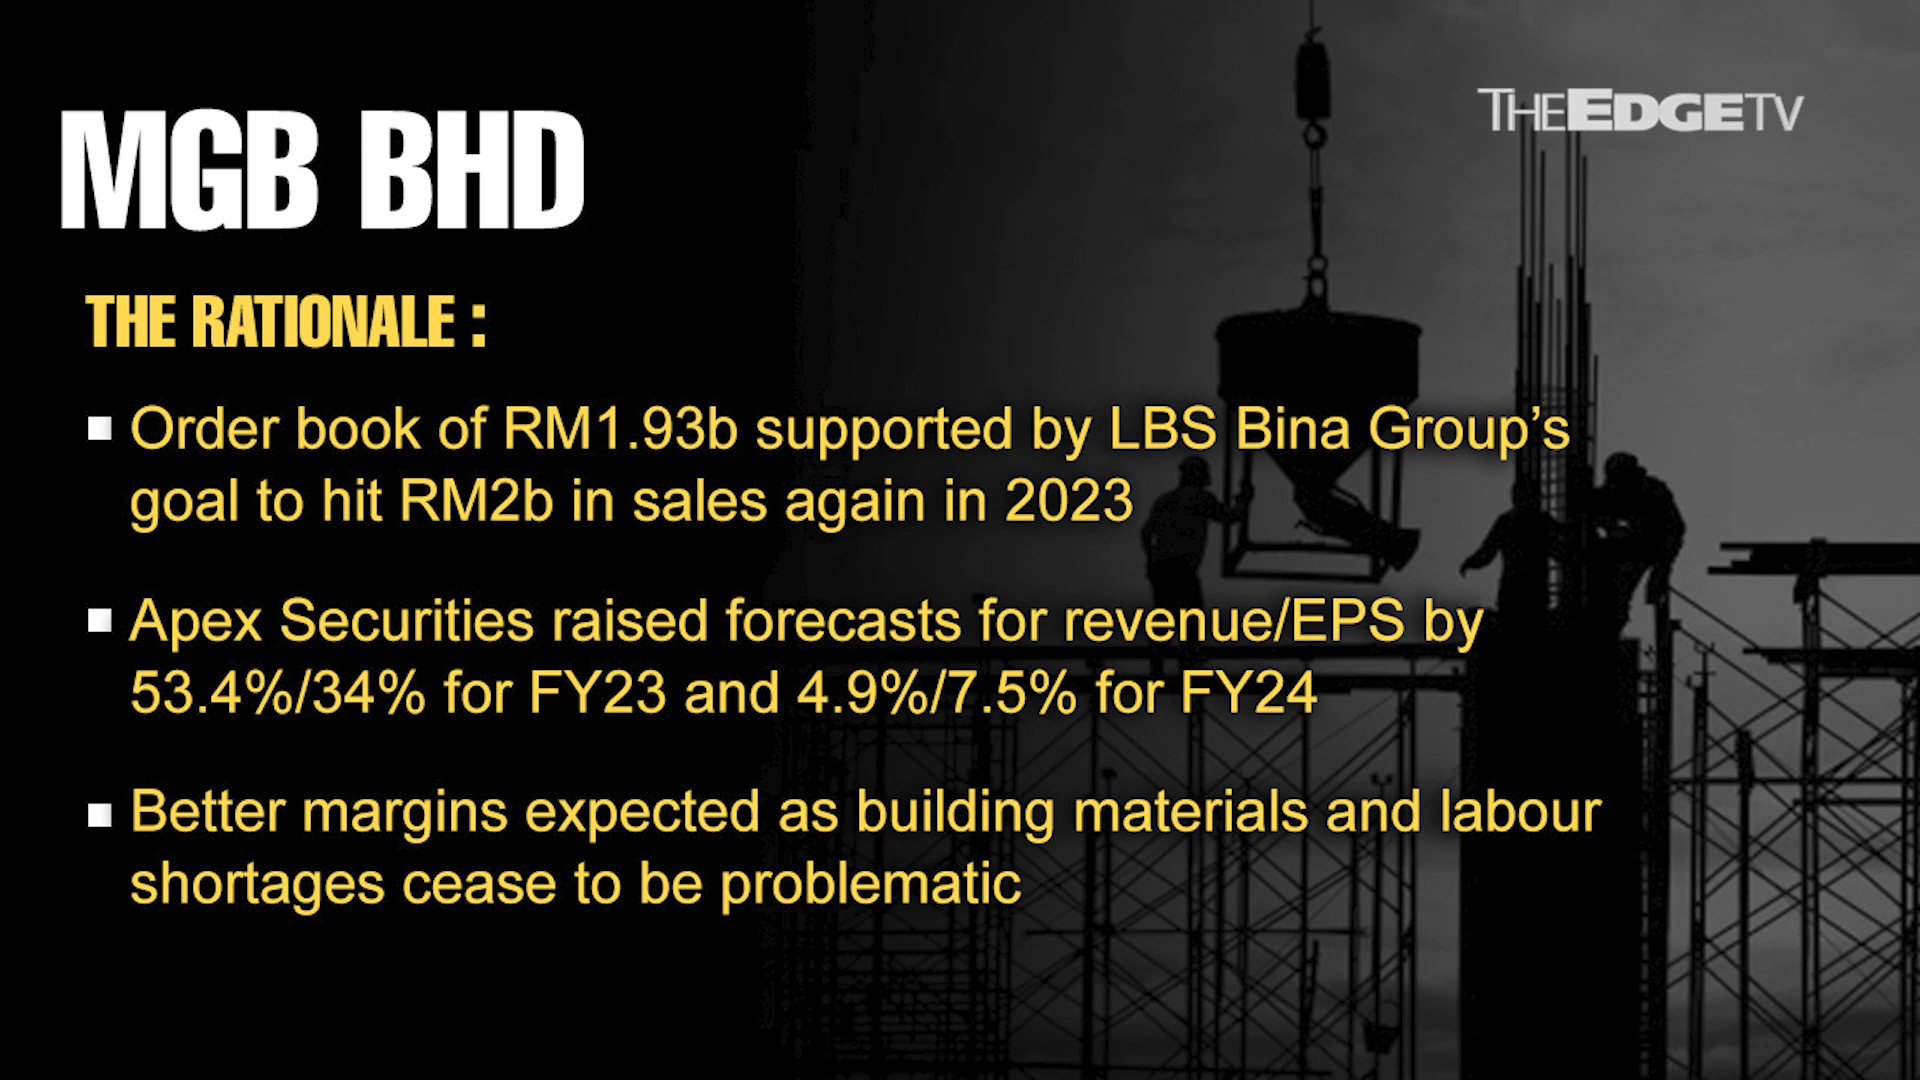 THEEDGETV
MGB BHD
THE RATIONALE :
Order book of RM1.93b supported by LBS Bina Group’s
goal to hit RM2b in sales again in 2023
Apex Securities raised forecasts for revenue/EPS by
53.4%/34% for FY23 and 4.9%/7.5% for FY24
Better margins expected as building materials and labour
shortages cease to be problematic